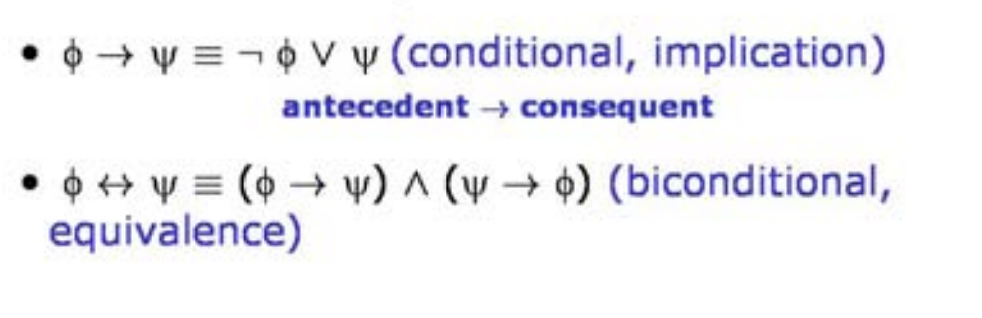 • ϕ → ψ ≡ ¬ ϕ ∨ ψ (conditional, implication)
antecedent → consequent
• ϕ ↔ ψ ≡ (ϕ → ψ) ∧ (ψ → ϕ) (biconditional,
equivalence)